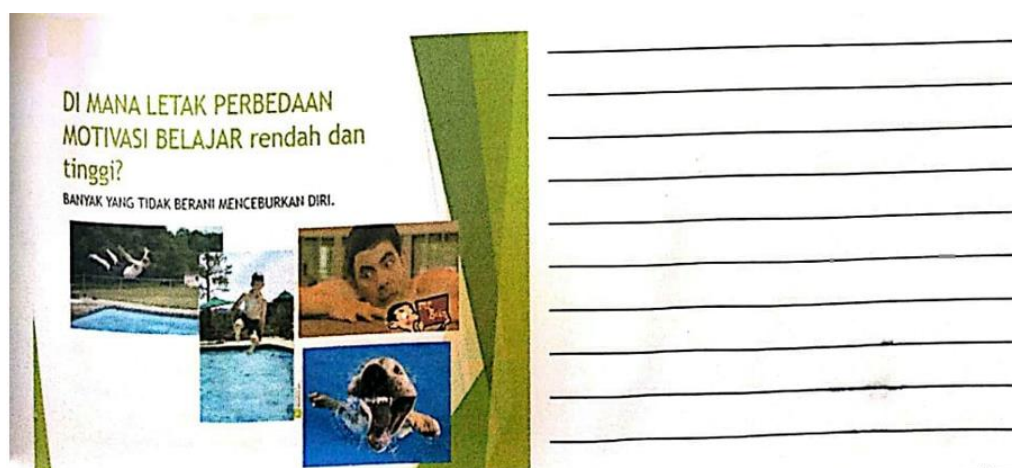 DI MANA LETAK PERBEDAAN
MOTIVASI BELAJAR rendah dan
tinggi?
BANYAK YANG TIDAK BERANI MENCEBURKAN DIRI.